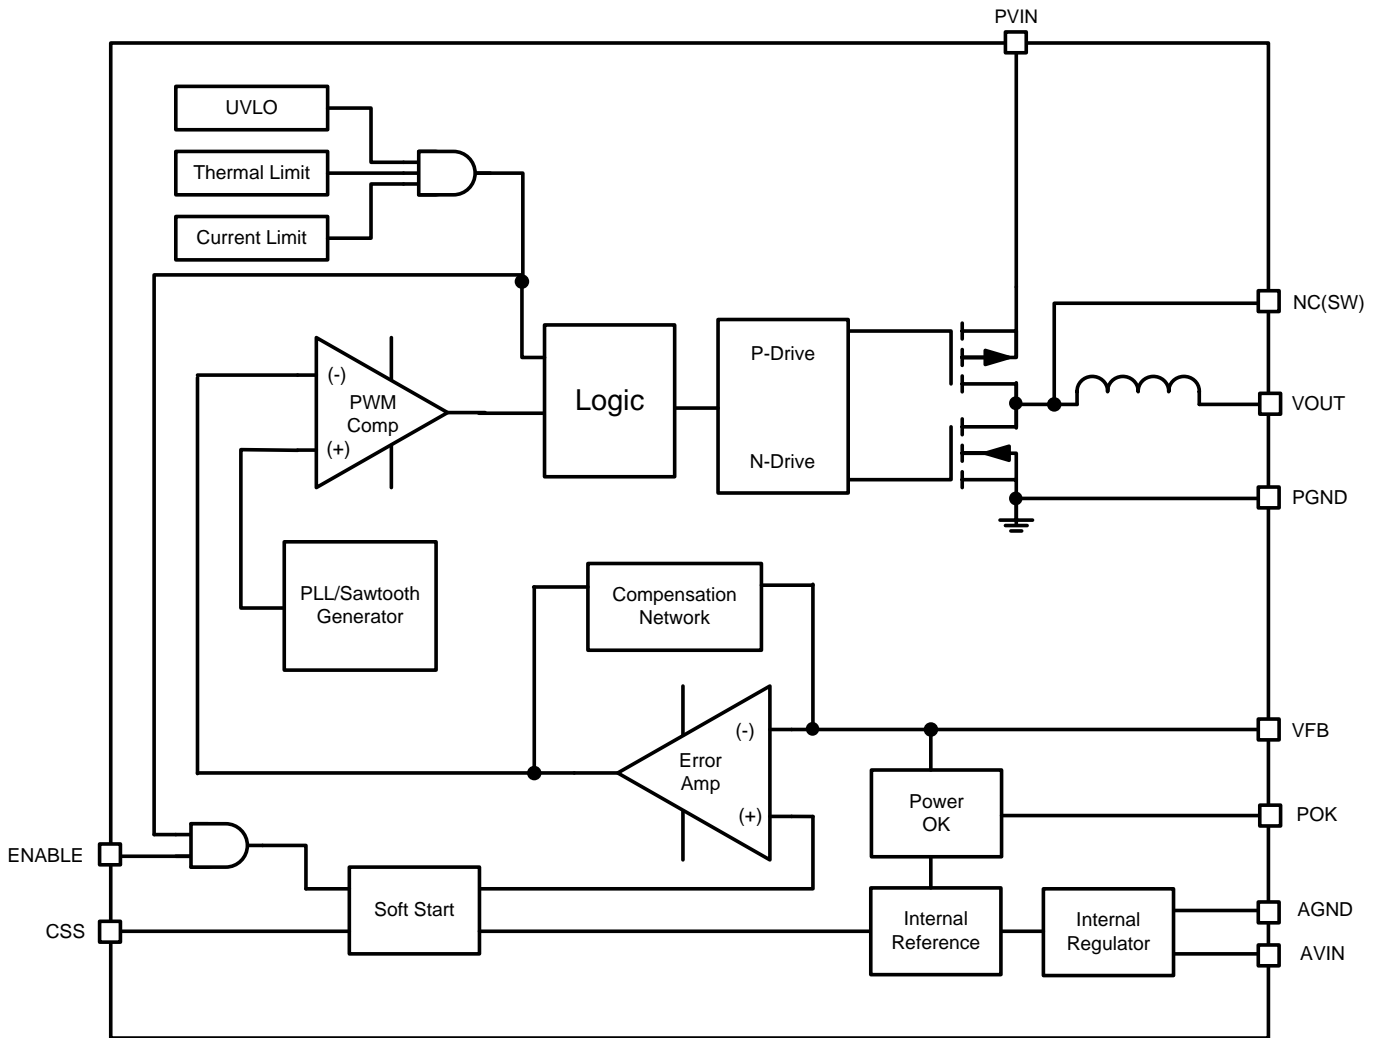 PVIN
UVLO
Thermal Limit
Current Limit
NC(SW)
P-Drive
(-)
PWM
Comp
(+)
Logic
VOUT
N-Drive
PGND
PLL/Sawtooth
Generator
Compensation
Network
(-)
VFB
Error
Amp
(+)
Power
OK
POK
ENABLE
Soft Start
CSS
Internal
Reference
Internal
Regulator
AGND
AVIN